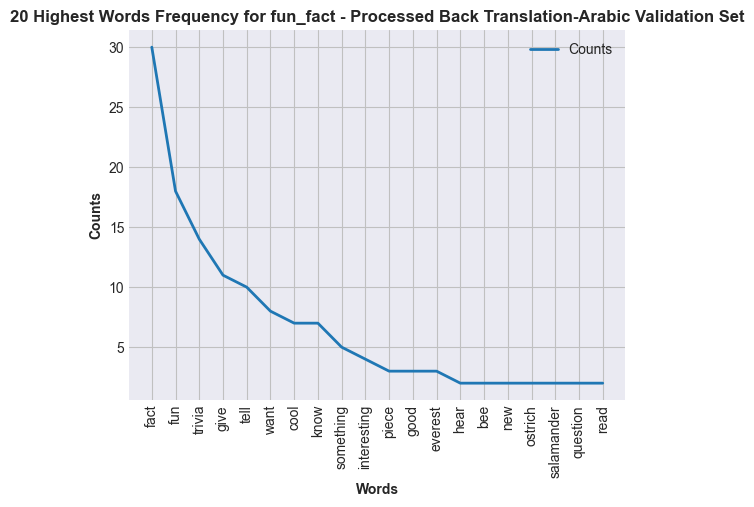 20 Highest Words Frequency for fun_fact - Processed Back Translation-Arabic Validation Set
Counts
30
25
20
15
10
5
Counts
fact
fun
trivia
give
tell
want
cool
know
something
interesting
piece
good
everest
hear
bee
new
ostrich
salamander
question
read
Words